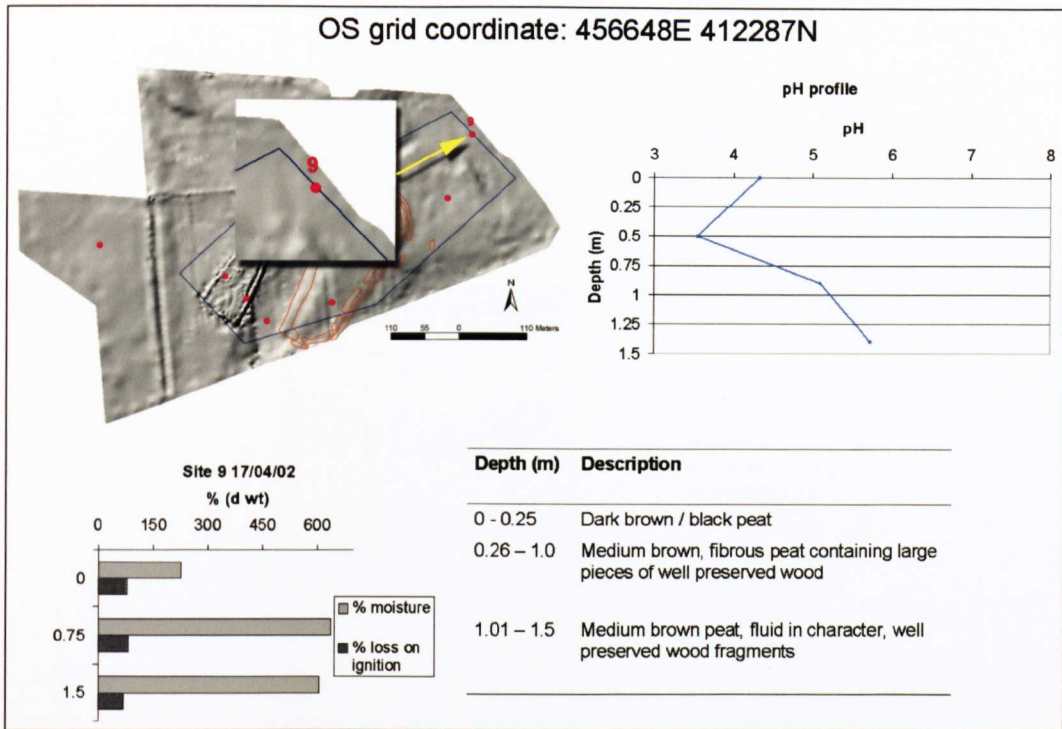 OS grid coordinate: 456648E 412287N
9
9
N
110 55 0 110 Meters
pH profile
pH
3 4 5 6 7 8
Depth (m)
0
0.25
0.5
0.75
1
1.25
1.5
Site 9 17/04/02
% (d wt)
0 150 300 450 600
0
0.75
1.5
% moisture
% loss on
ignition
Depth (m) Description
0 - 0.25 Dark brown / black peat
0.26 – 1.0 Medium brown, fibrous peat containing large
pieces of well preserved wood
1.01 – 1.5 Medium brown peat, fluid in character, well
preserved wood fragments